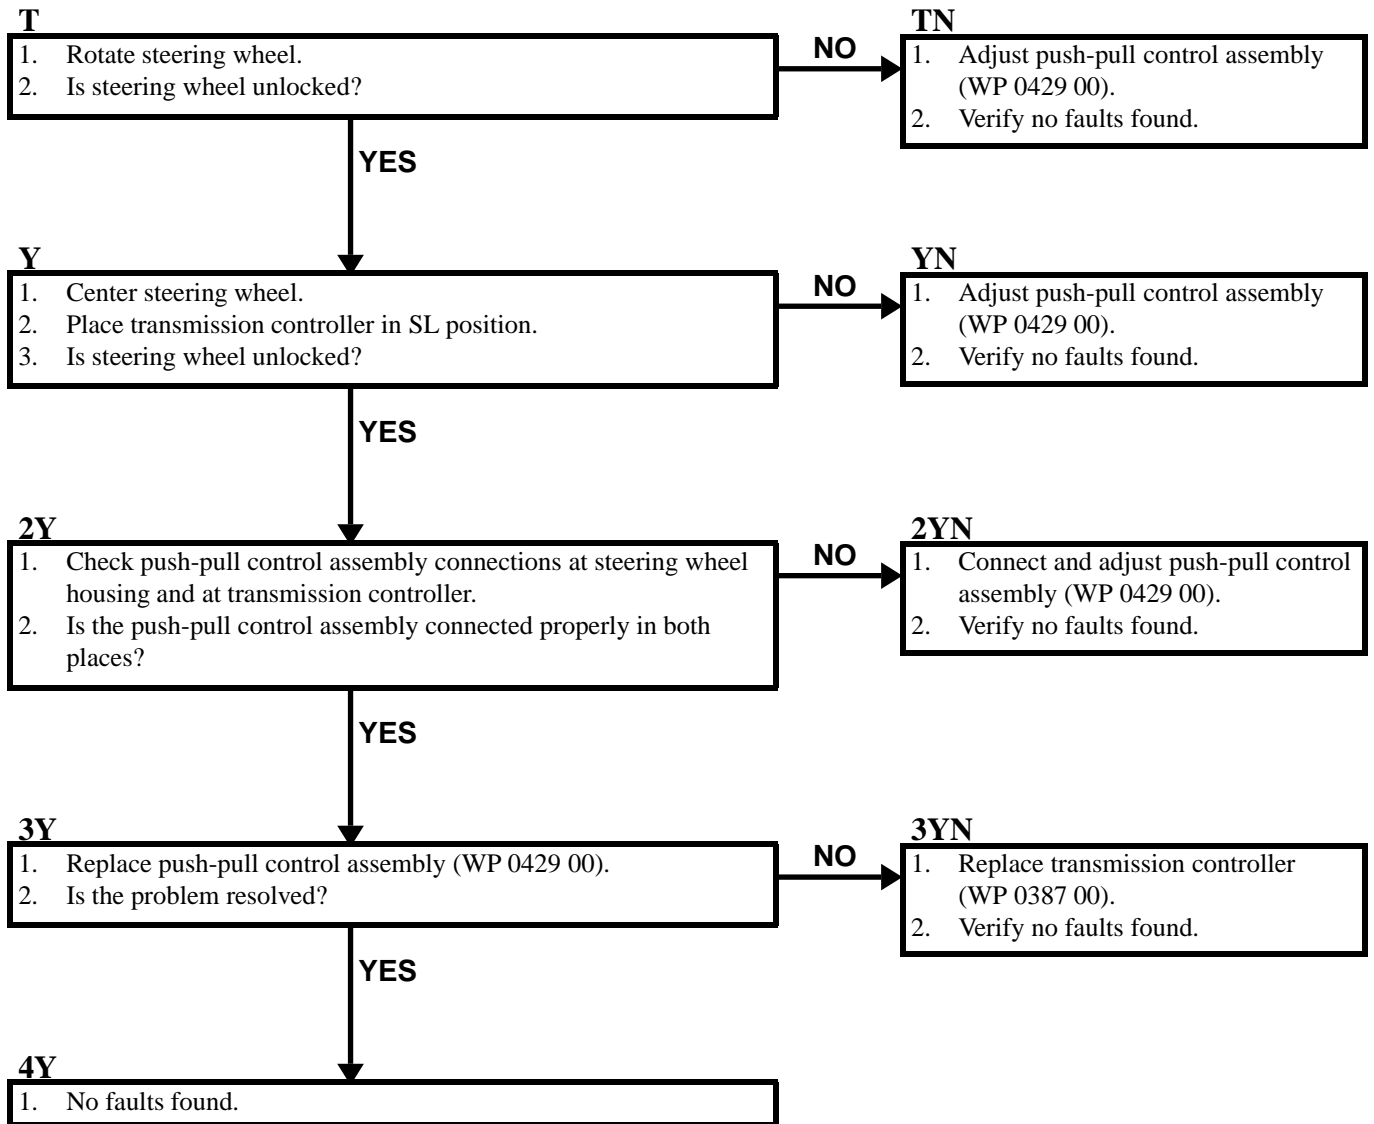 T
1. Rotate steering wheel.
2. Is steering wheel unlocked?
NO
TN
1. Adjust push-pull control assembly
(WP 0429 00).
2. Verify no faults found.
YES
Y
1. Center steering wheel.
2. Place transmission controller in SL position.
3. Is steering wheel unlocked?
NO
YN
1. Adjust push-pull control assembly
(WP 0429 00).
2. Verify no faults found.
YES
2Y
1. Check push-pull control assembly connections at steering wheel
housing and at transmission controller.
2. Is the push-pull control assembly connected properly in both
places?
NO
2YN
1. Connect and adjust push-pull control
assembly (WP 0429 00).
2. Verify no faults found.
YES
3Y
1. Replace push-pull control assembly (WP 0429 00).
2. Is the problem resolved?
NO
3YN
1. Replace transmission controller
(WP 0387 00).
2. Verify no faults found.
YES
4Y
1. No faults found.